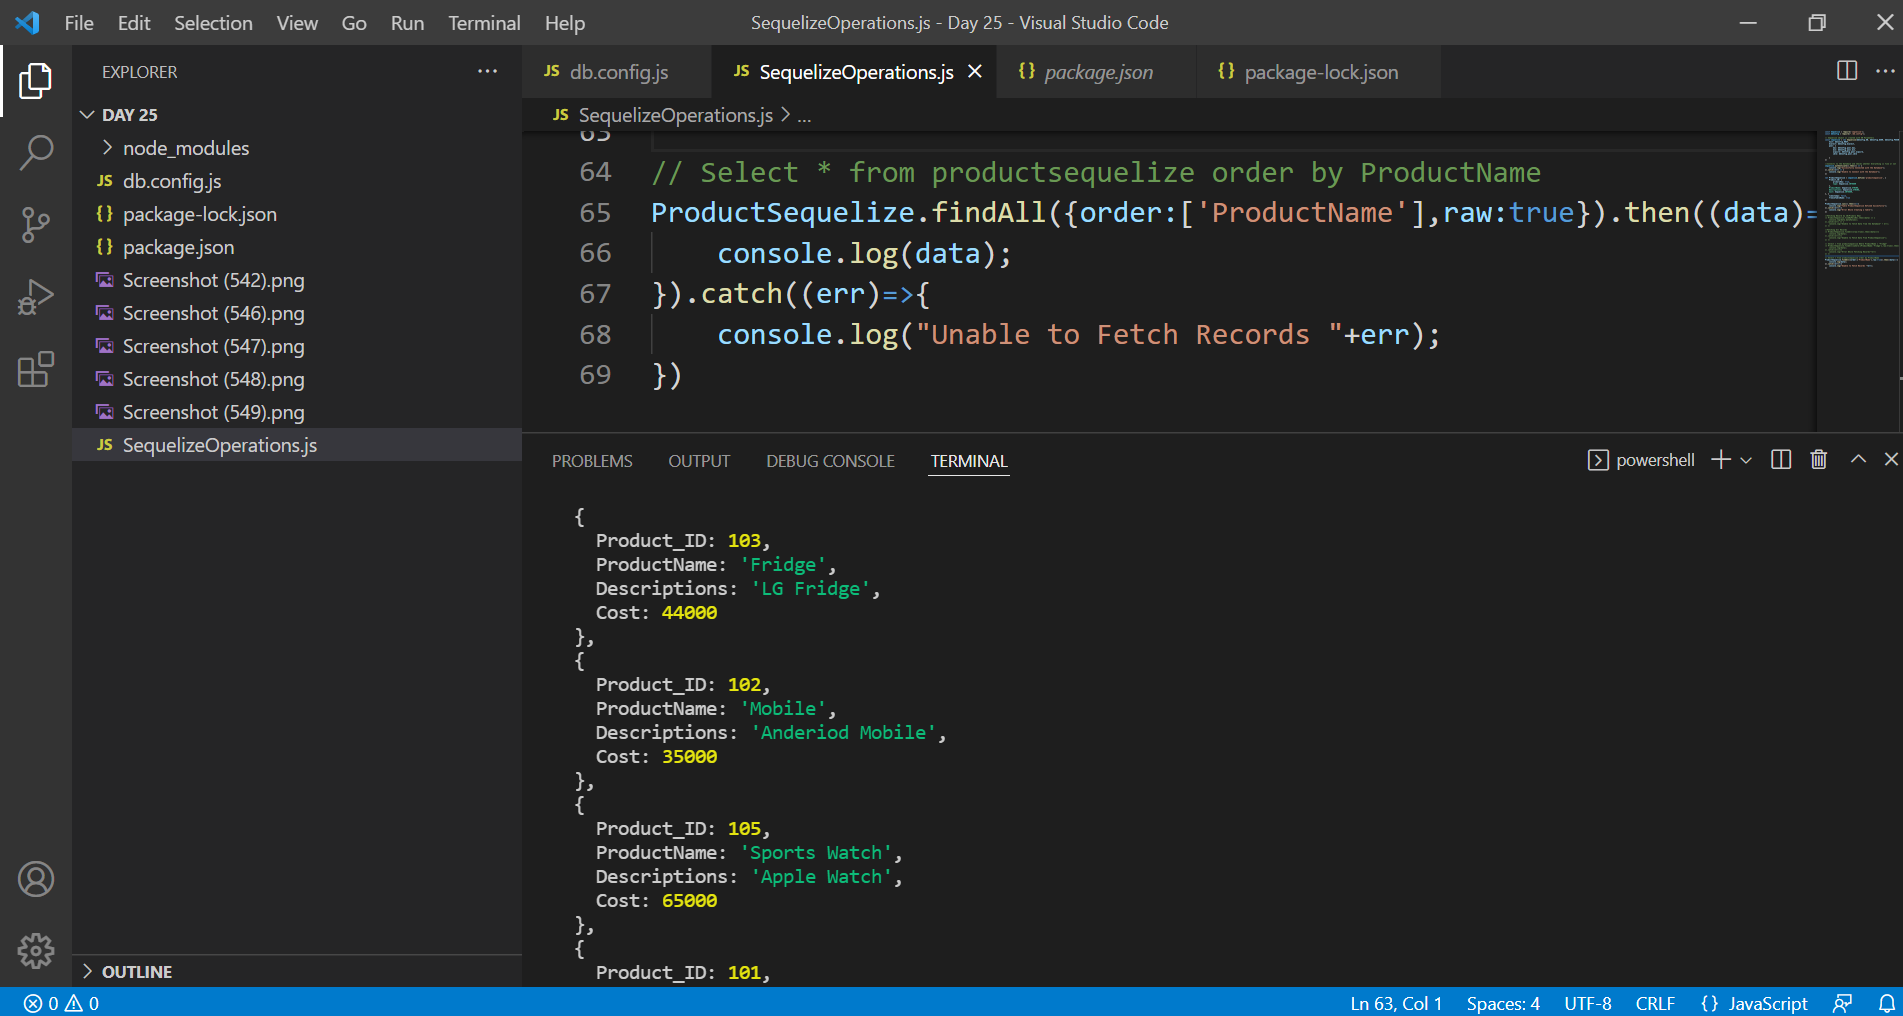 File Edit Selection View Go Run Terminal Help
SequelizeOperations.js - Day 25 - Visual Studio Code
EXPLORER
DAY 25
node_modules
JS db.config.js
{} package-lock.json
{} package.json
Screenshot (542).png
Screenshot (546).png
Screenshot (547).png
Screenshot (548).png
Screenshot (549).png
JS SequelizeOperations.js
OUTLINE
JS db.config.js
JS SequelizeOperations.js
{} package.json
{} package-lock.json
JS SequelizeOperations.js > ...
63
64 // Select * from productsequelize order by ProductName
65 ProductSequelize.findAll({order:['ProductName'],raw:true}).then((data)=
66 console.log(data);
67 }).catch((err)=>{
68 console.log("Unable to Fetch Records "+err);
69 })
PROBLEMS OUTPUT DEBUG CONSOLE TERMINAL
powershell
{
Product_ID: 103,
ProductName: 'Fridge',
Descriptions: 'LG Fridge',
Cost: 44000
},
{
Product_ID: 102,
ProductName: 'Mobile',
Descriptions: 'Anderiod Mobile',
Cost: 35000
},
{
Product_ID: 105,
ProductName: 'Sports Watch',
Descriptions: 'Apple Watch',
Cost: 65000
},
{
Product_ID: 101,
0 0
Ln 63, Col 1 Spaces: 4 UTF-8 CRLF {} JavaScript